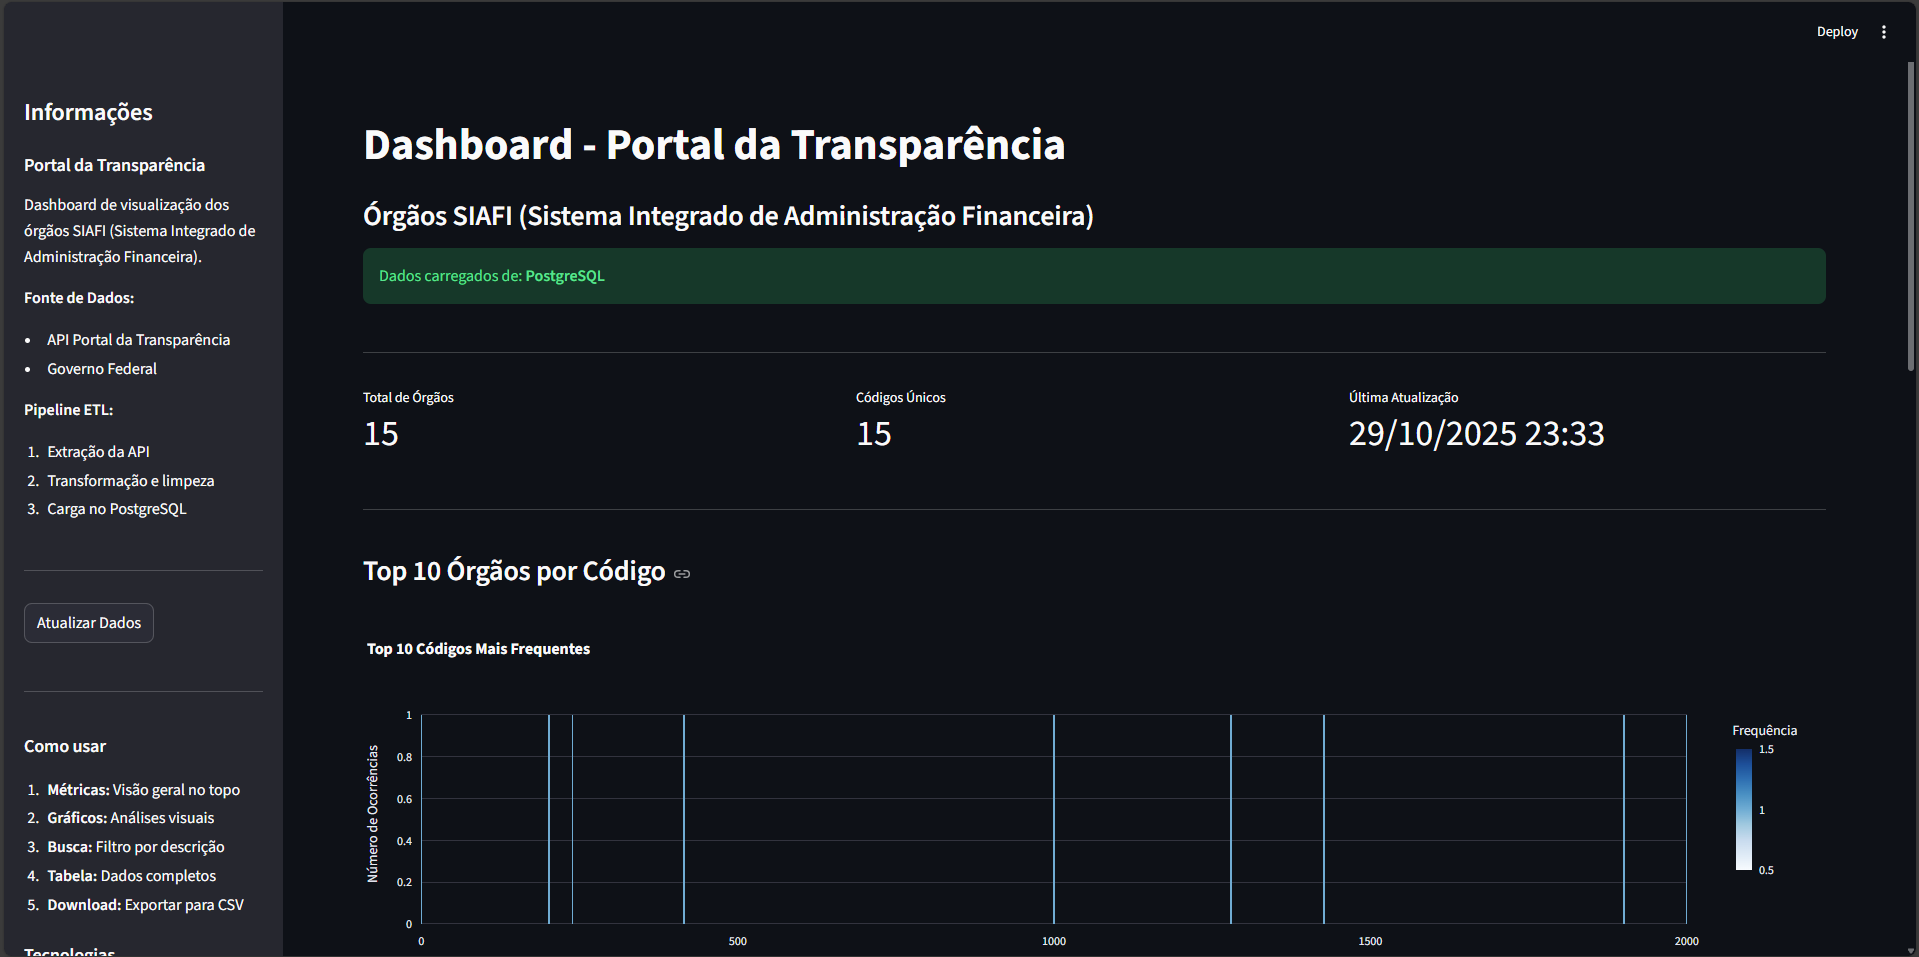 Deploy
Informações
Portal da Transparência
Dashboard de visualização dos
órgãos SIAFI (Sistema Integrado de
Administração Financeira).
Fonte de Dados:
• API Portal da Transparência
• Governo Federal
Pipeline ETL:
1. Extração da API
2. Transformação e limpeza
3. Carga no PostgreSQL
Atualizar Dados
Como usar
1. Métricas: Visão geral no topo
2. Gráficos: Análises visuais
3. Busca: Filtro por descrição
4. Tabela: Dados completos
5. Download: Exportar para CSV
Tecnologias
Dashboard - Portal da Transparência
Órgãos SIAFI (Sistema Integrado de Administração Financeira)
Dados carregados de: PostgreSQL
Total de Órgãos
15
Códigos Únicos
15
Última Atualização
29/10/2025 23:33
Top 10 Órgãos por Código
Top 10 Códigos Mais Frequentes
Número de Ocorrências
1
0.8
0.6
0.4
0.2
0
0
500
1000
1500
2000
Frequência
1.5
1
0.5